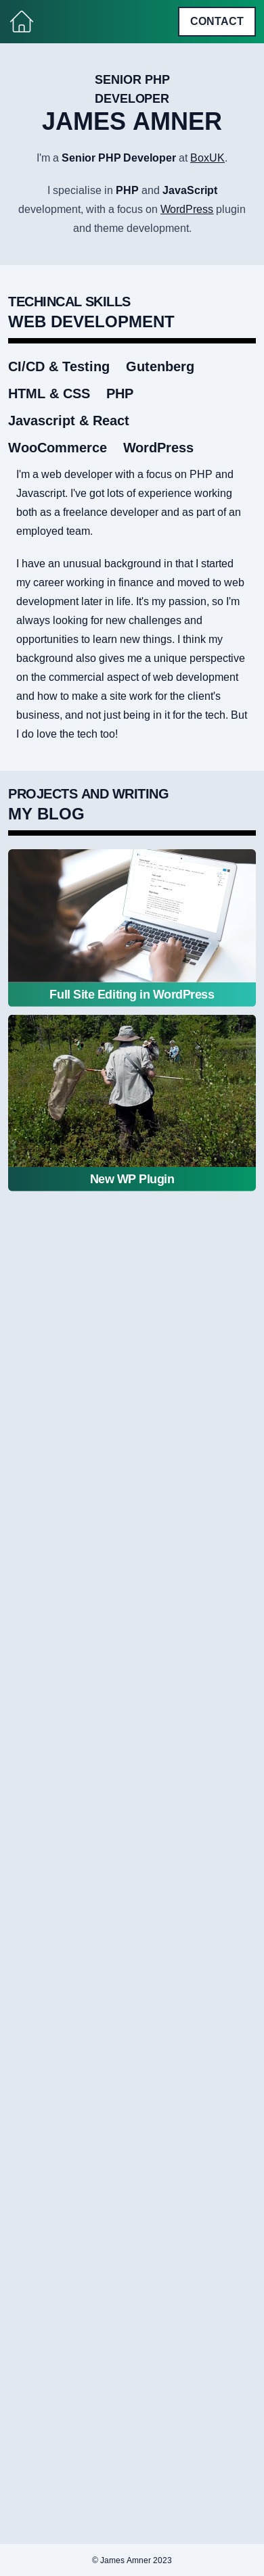 CONTACT
SENIOR PHP
DEVELOPER
JAMES AMNER
I'm a Senior PHP Developer at BoxUK.
I specialise in PHP and JavaScript
development, with a focus on WordPress plugin
and theme development.
TECHINCAL SKILLS
WEB DEVELOPMENT
CI/CD & Testing Gutenberg
HTML & CSS PHP
Javascript & React
WooCommerce WordPress
I'm a web developer with a focus on PHP and
Javascript. I've got lots of experience working
both as a freelance developer and as part of an
employed team.
I have an unusual background in that I started
my career working in finance and moved to web
development later in life. It's my passion, so I'm
always looking for new challenges and
opportunities to learn new things. I think my
background also gives me a unique perspective
on the commercial aspect of web development
and how to make a site work for the client's
business, and not just being in it for the tech. But
I do love the tech too!
PROJECTS AND WRITING
MY BLOG
Full Site Editing in WordPress
New WP Plugin
© James Amner 2023